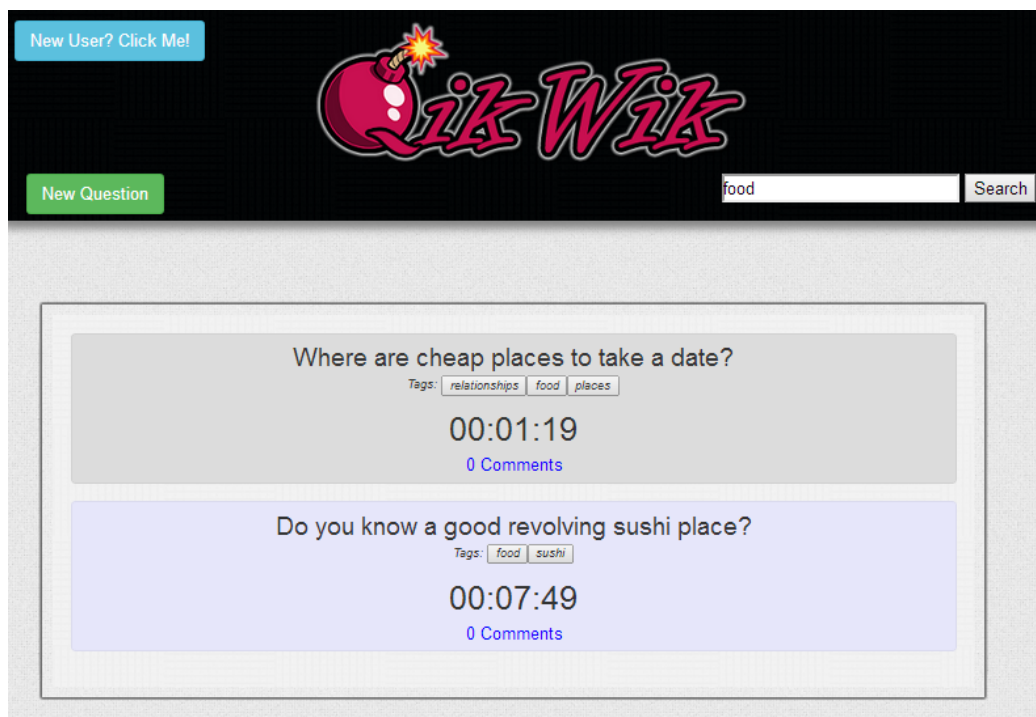 New User? Click Me!
Qik Wik
New Question
food Search
Where are cheap places to take a date?
Tags: relationships food places
00:01:19
0 Comments
Do you know a good revolving sushi place?
Tags: food sushi
00:07:49
0 Comments